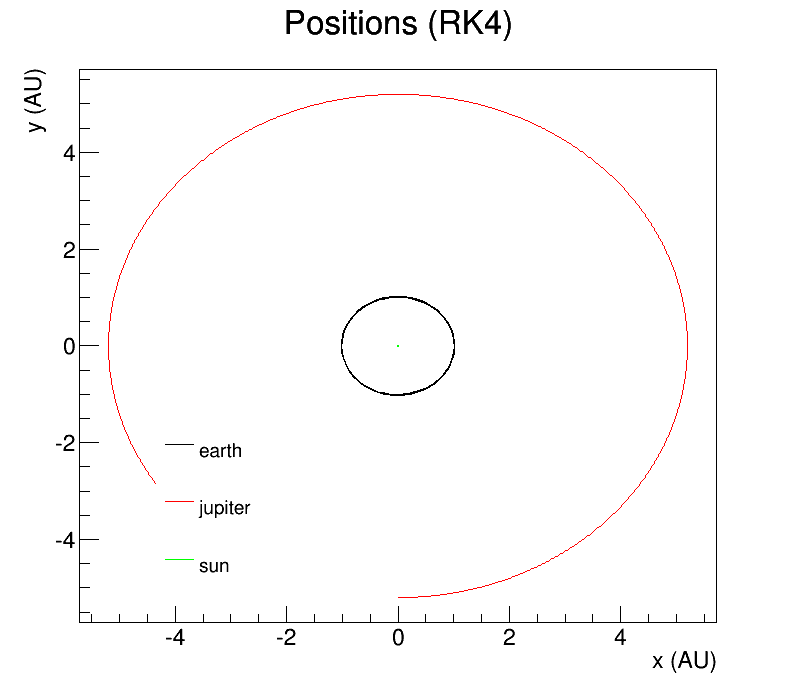 Positions (RK4)
y (AU)
4
2
0
-2
-4
earth
jupiter
sun
-4 -2 0 2 4
x (AU)